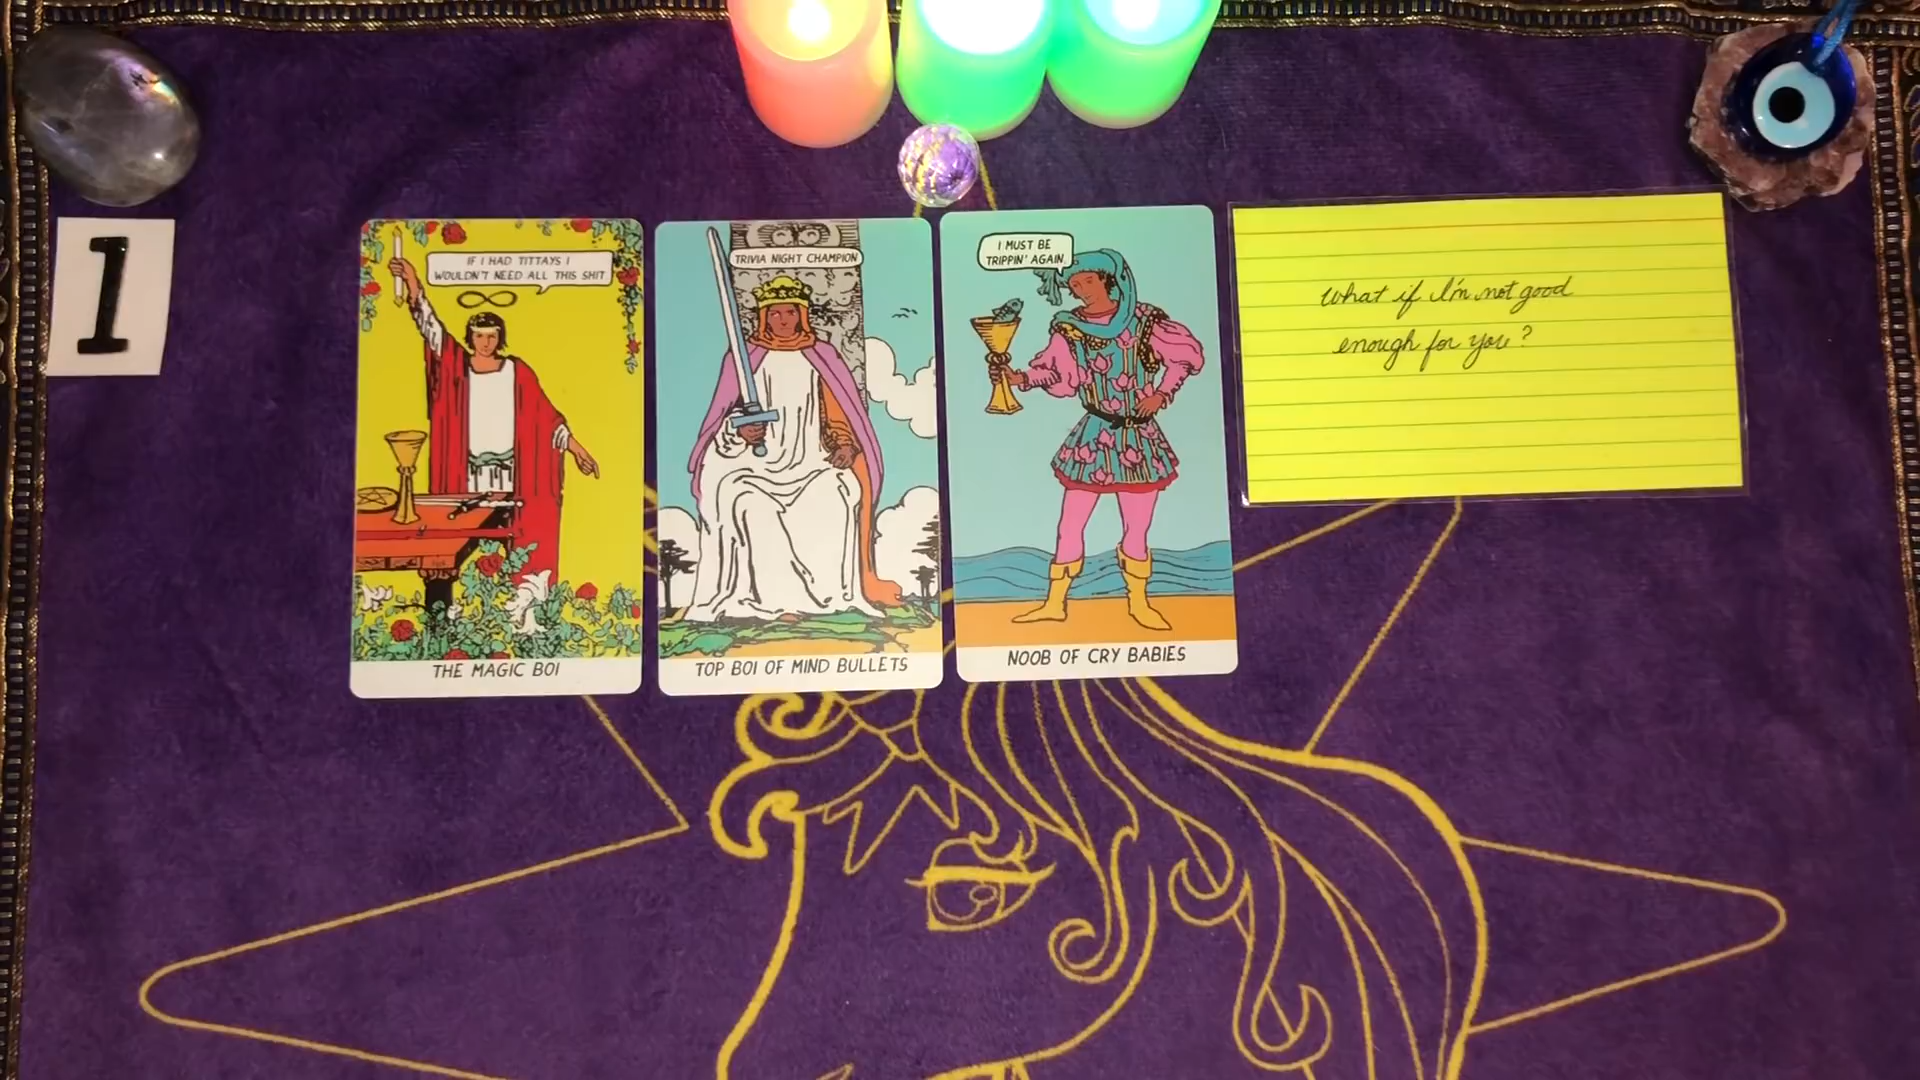 1
IF I HAD TITTAYS I
WOULDN'T NEED ALL THIS SHIT
THE MAGIC BOI
TRIVIA NIGHT CHAMPION
TOP BOI OF MIND BULLETS
I MUST BE
TRIPPIN' AGAIN.
NOOB OF CRY BABIES
What if I'm not good
enough for you?